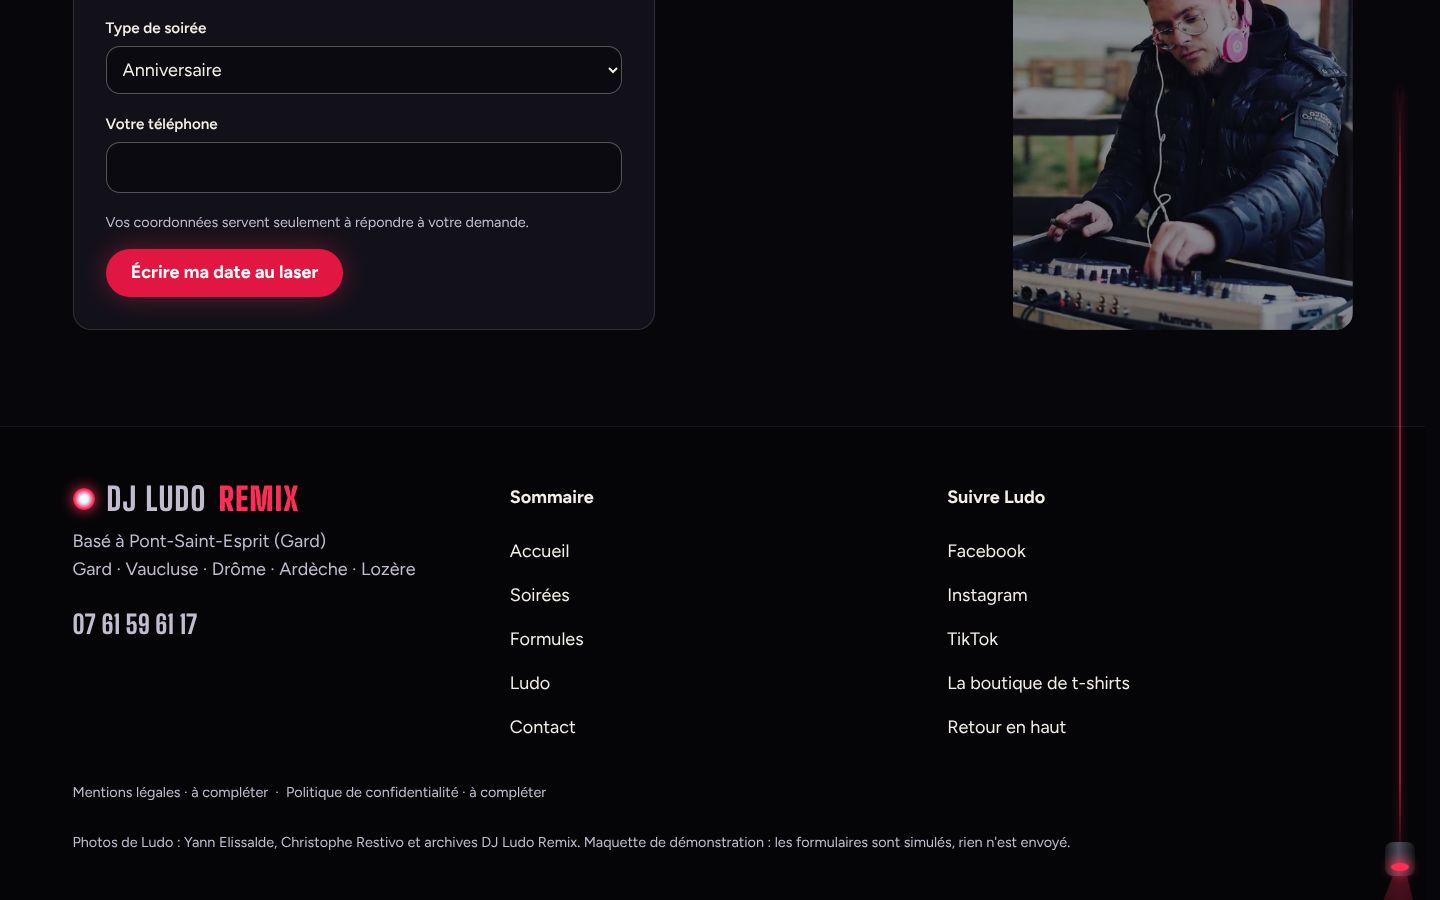 Type de soirée
Anniversaire
Votre téléphone
Vos coordonnées servent seulement à répondre à votre demande.
Écrire ma date au laser
Numark
DJ LUDO REMIX
Basé à Pont-Saint-Esprit (Gard)
Gard · Vaucluse · Drôme · Ardèche · Lozère
07 61 59 61 17
Sommaire
Accueil
Soirées
Formules
Ludo
Contact
Suivre Ludo
Facebook
Instagram
TikTok
La boutique de t-shirts
Retour en haut
Mentions légales · à compléter · Politique de confidentialité · à compléter
Photos de Ludo : Yann Elissalde, Christophe Restivo et archives DJ Ludo Remix. Maquette de démonstration : les formulaires sont simulés, rien n'est envoyé.